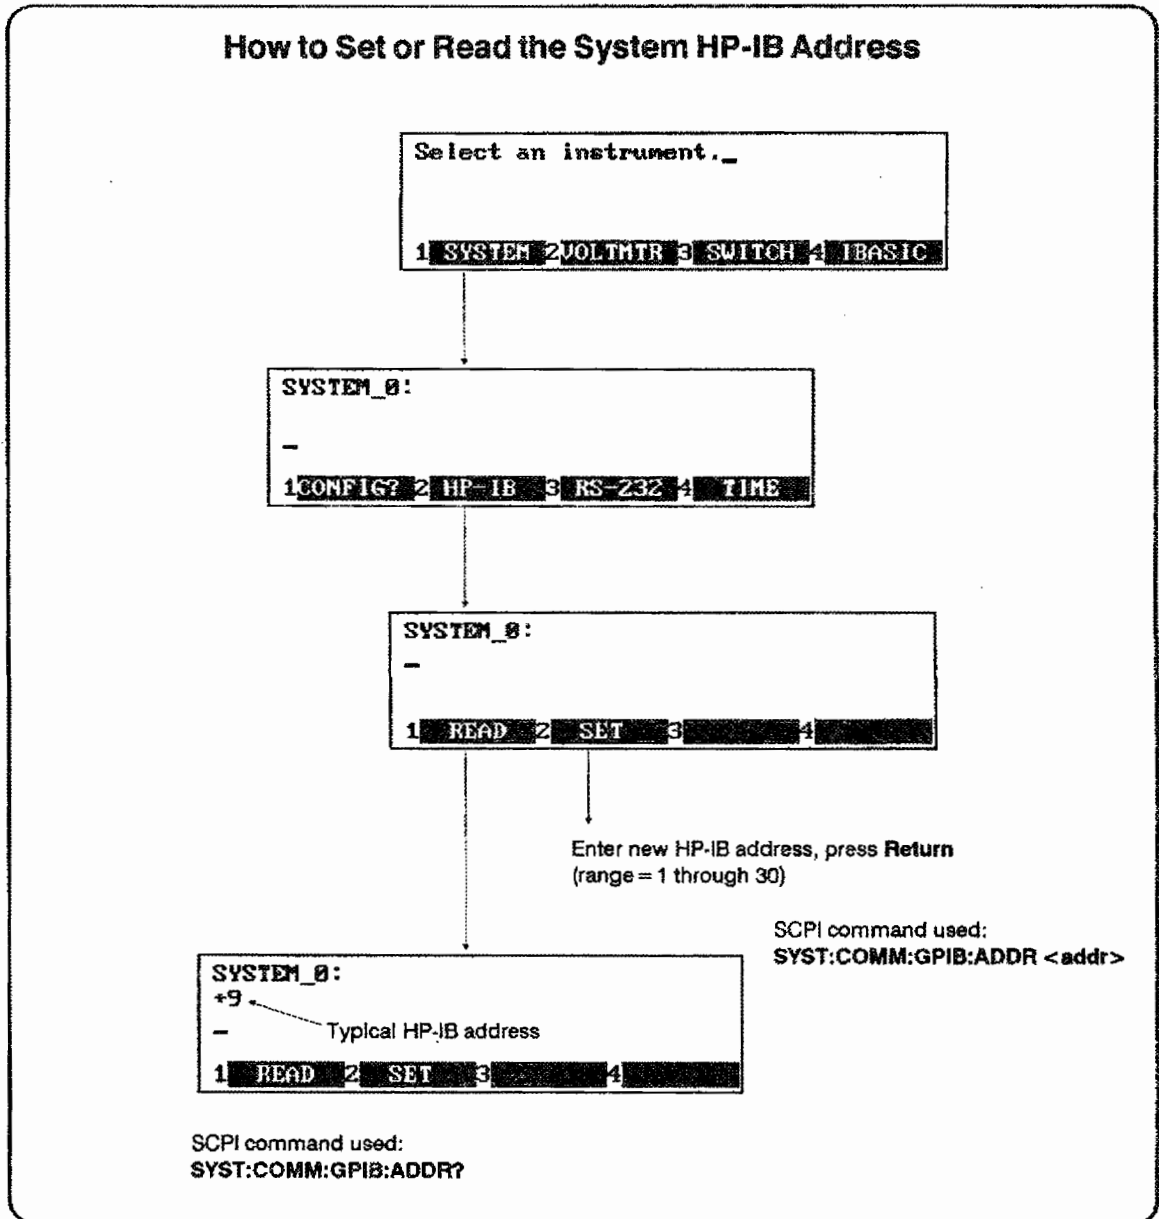 How to Set or Read the System HP-IB Address
Select an instrument._
1 SYSTEM 2 VOLTMTR 3 SWITCH 4 IBASIC
SYSTEM_0:
_
1 CONFIG? 2 HP-IB 3 RS-232 4 TIME
SYSTEM_0:
_
1 READ 2 SET 3 4
Enter new HP-IB address, press Return
(range = 1 through 30)
SCPI command used:
SYST:COMM:GPIB:ADDR <addr>
SYSTEM_0:
+9
_ Typical HP-IB address
1 READ 2 SET 3 4
SCPI command used:
SYST:COMM:GPIB:ADDR?